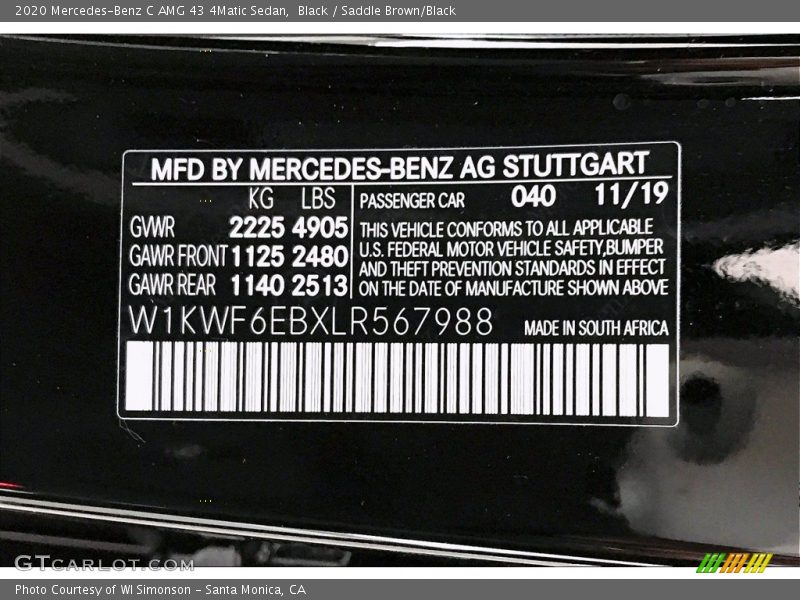 2020 Mercedes-Benz C AMG 43 4Matic Sedan,  Black / Saddle Brown/Black
MFD BY MERCEDES-BENZ AG STUTTGART
KG LBS PASSENGER CAR 040 11/19
GVWR 2225 4905
GAWR FRONT 1125 2480
GAWR REAR 1140 2513
THIS VEHICLE CONFORMS TO ALL APPLICABLE
U.S. FEDERAL MOTOR VEHICLE SAFETY,BUMPER
AND THEFT PREVENTION STANDARDS IN EFFECT
ON THE DATE OF MANUFACTURE SHOWN ABOVE
W1KWF6EBXLR567988 MADE IN SOUTH AFRICA
GTCARLOT.COM
Photo Courtesy of WI Simonson - Santa Monica, CA